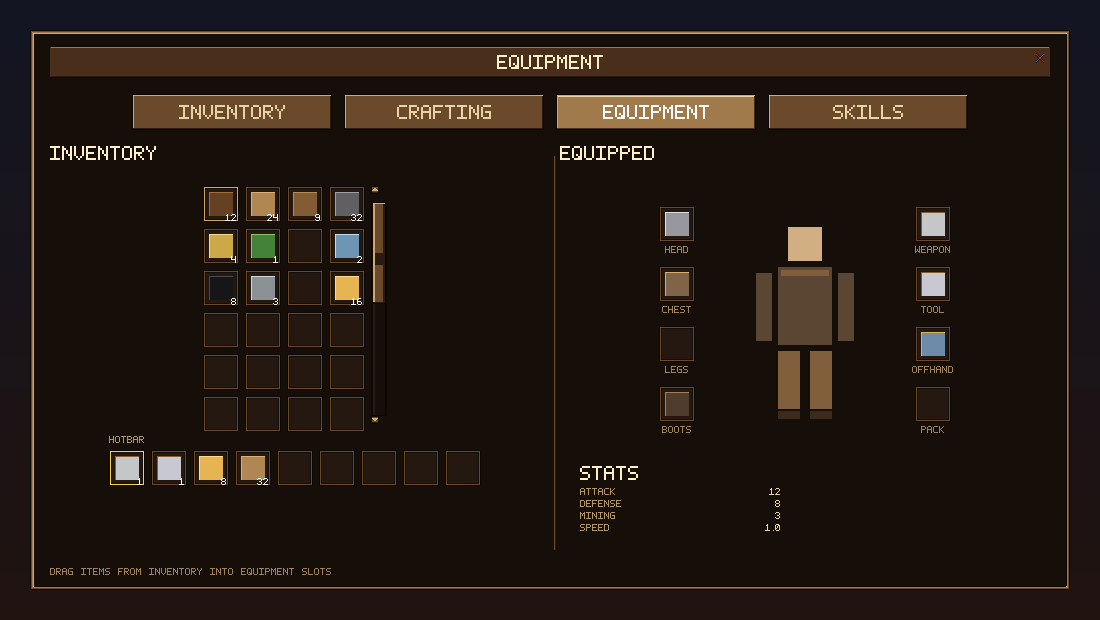 EQUIPMENT
X
INVENTORY CRAFTING EQUIPMENT SKILLS
INVENTORY
12 24 9 32
4 1 2
8 3 16
HOTBAR
1 1 8 32
EQUIPPED
HEAD WEAPON
CHEST TOOL
LEGS OFFHAND
BOOTS PACK
STATS
ATTACK 12
DEFENSE 8
MINING 3
SPEED 1.0
DRAG ITEMS FROM INVENTORY INTO EQUIPMENT SLOTS